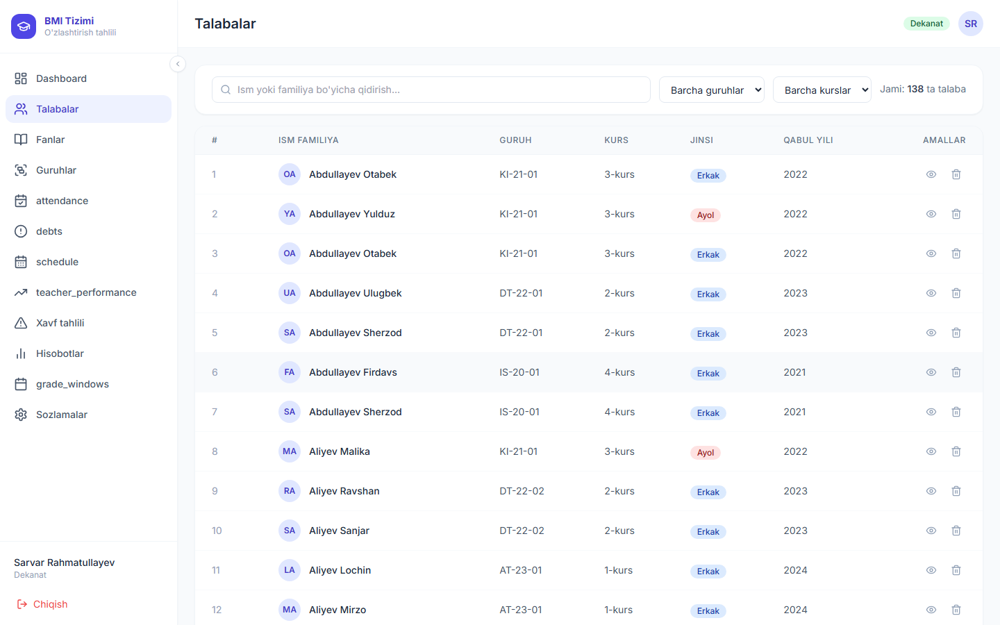 BMI Tizimi
O'zlashtirish tahlili
Dashboard
Talabalar
Fanlar
Guruhlar
attendance
debts
schedule
teacher_performance
Xavf tahlili
Hisobotlar
grade_windows
Sozlamalar
Sarvar Rahmatullayev
Dekanat
Chiqish
Talabalar
Dekanat SR
Ism yoki familiya bo'yicha qidirish... Barcha guruhlar Barcha kurslar Jami: 138 ta talaba
# ISM FAMILIYA GURUH KURS JINSI QABUL YILI AMALLAR
1 OA Abdullayev Otabek KI-21-01 3-kurs Erkak 2022
2 YA Abdullayev Yulduz KI-21-01 3-kurs Ayol 2022
3 OA Abdullayev Otabek KI-21-01 3-kurs Erkak 2022
4 UA Abdullayev Ulugbek DT-22-01 2-kurs Erkak 2023
5 SA Abdullayev Sherzod DT-22-01 2-kurs Erkak 2023
6 FA Abdullayev Firdavs IS-20-01 4-kurs Erkak 2021
7 SA Abdullayev Sherzod IS-20-01 4-kurs Erkak 2021
8 MA Aliyev Malika KI-21-01 3-kurs Ayol 2022
9 RA Aliyev Ravshan DT-22-02 2-kurs Erkak 2023
10 SA Aliyev Sanjar DT-22-02 2-kurs Erkak 2023
11 LA Aliyev Lochin AT-23-01 1-kurs Erkak 2024
12 MA Aliyev Mirzo AT-23-01 1-kurs Erkak 2024